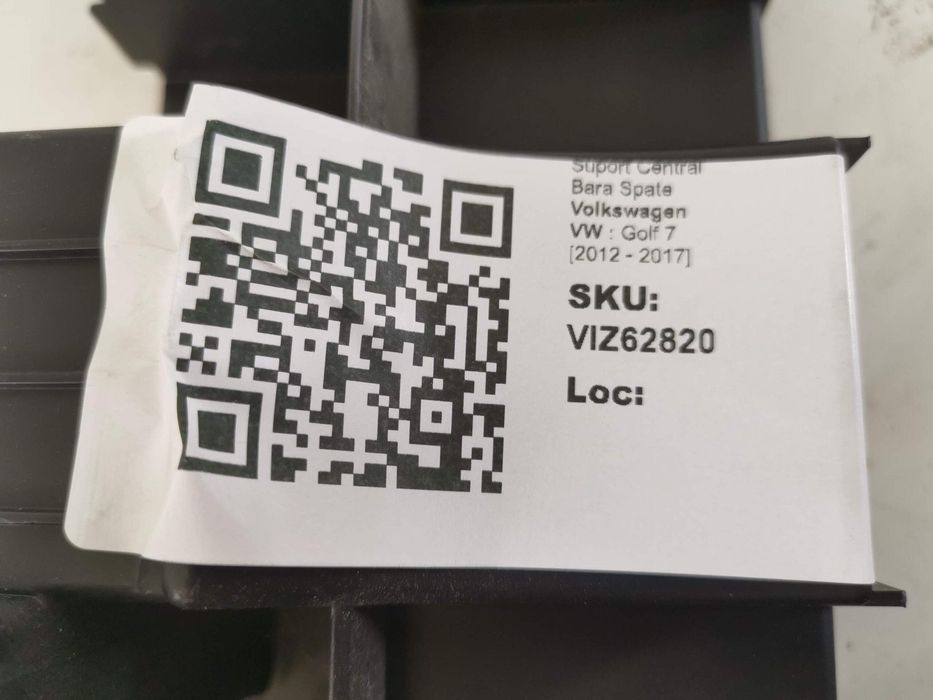 Suport Central
Bara Spate
Volkswagen
VW : Golf 7
[2012 - 2017]
SKU:
VIZ62820
Loc: